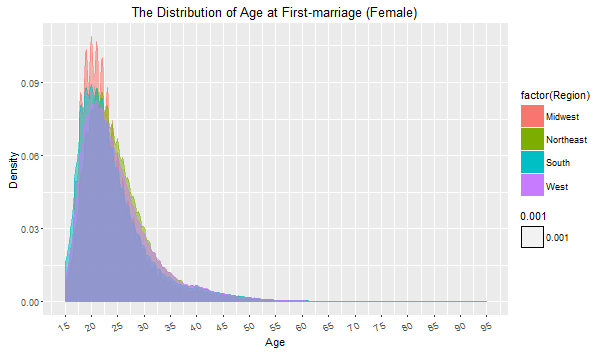 The Distribution of Age at First-marriage (Female)
Density
0.09
0.06
0.03
0.00
15 20 25 30 35 40 45 50 55 60 65 70 75 80 85 90 95
Age
factor(Region)
Midwest
Northeast
South
West
0.001
0.001